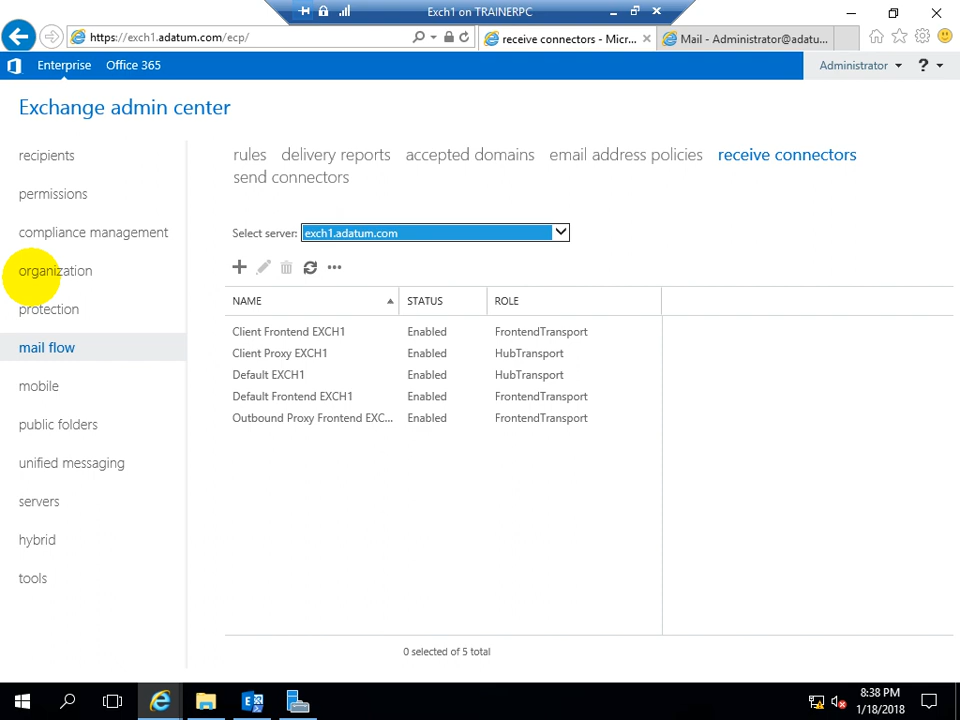 Exch1 on TRAINERPC
https://exch1.adatum.com/ecp/
receive connectors - Micr...
Mail - Administrator@adatu...
Enterprise
Office 365
Administrator
?
Exchange admin center
recipients
permissions
compliance management
organization
protection
mail flow
mobile
public folders
unified messaging
servers
hybrid
tools
rules
delivery reports
accepted domains
email address policies
receive connectors
send connectors
Select server:
exch1.adatum.com
NAME
STATUS
ROLE
Client Frontend EXCH1
Enabled
FrontendTransport
Client Proxy EXCH1
Enabled
HubTransport
Default EXCH1
Enabled
HubTransport
Default Frontend EXCH1
Enabled
FrontendTransport
Outbound Proxy Frontend EXC...
Enabled
FrontendTransport
0 selected of 5 total
8:38 PM
1/18/2018